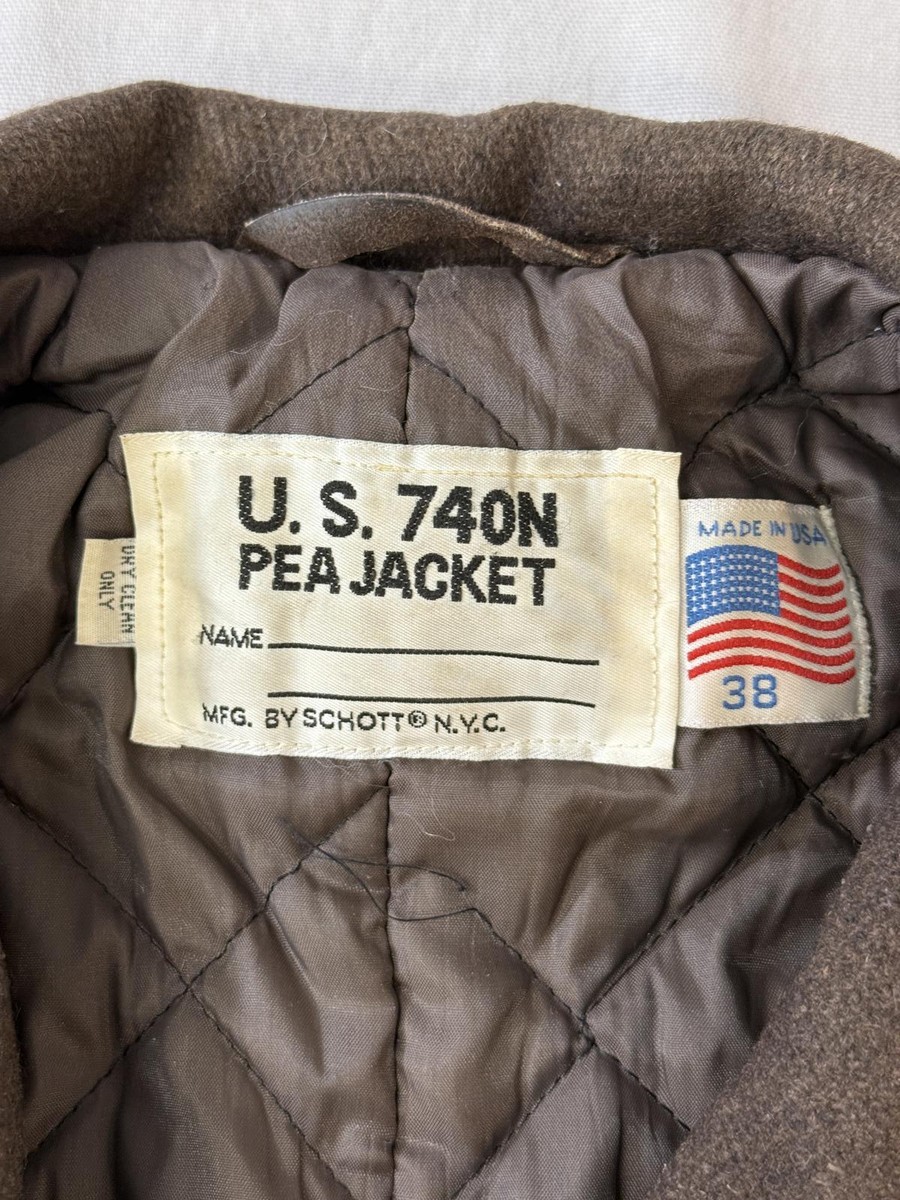 U. S. 740N
PEA JACKET
NAME
MFG. BY SCHOTT® N.Y.C.
MADE IN USA
38
DRY CLEAN
ONLY